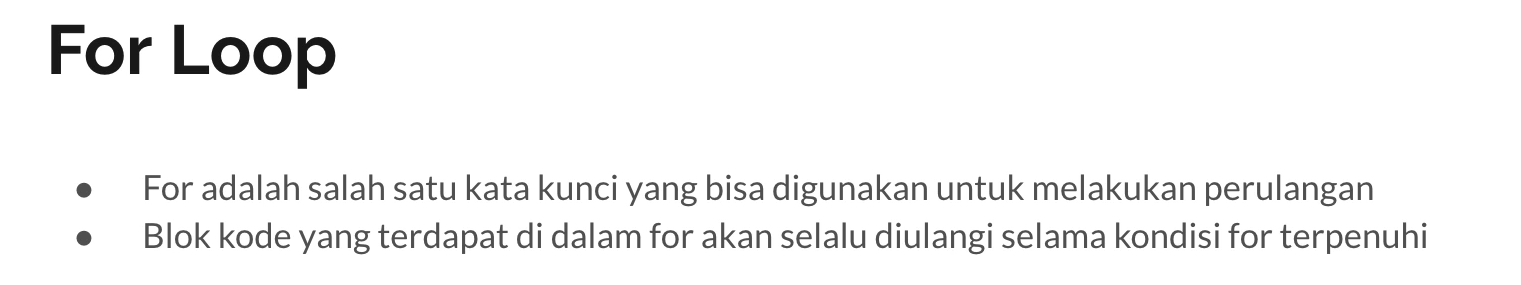 For Loop
● For adalah salah satu kata kunci yang bisa digunakan untuk melakukan perulangan
● Blok kode yang terdapat di dalam for akan selalu diulangi selama kondisi for terpenuhi